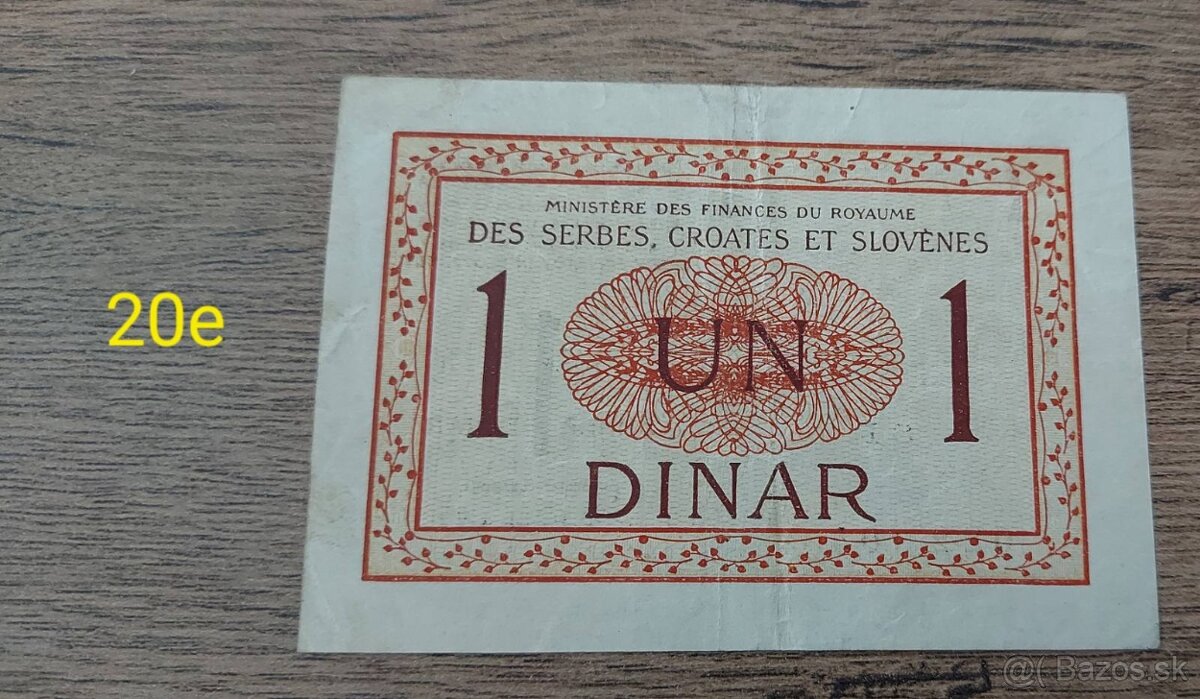 MINISTÈRE DES FINANCES DU ROYAUME
DES SERBES, CROATES ET SLOVÈNES
1 UN 1
DINAR
20e
@( Bazos.sk